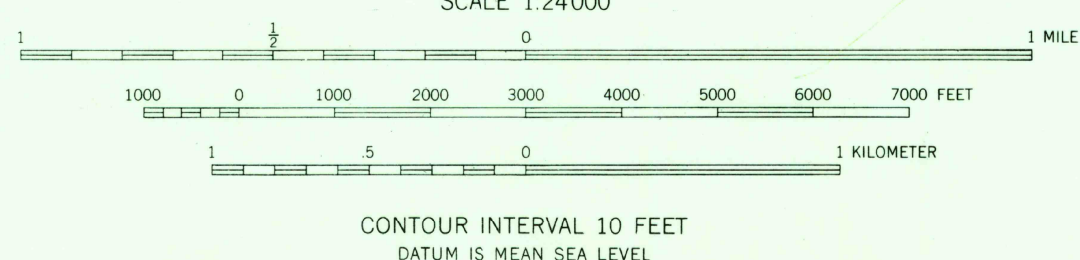 SCALE 1:24000
1 1/2 0 1 MILE
1000 0 1000 2000 3000 4000 5000 6000 7000 FEET
1 .5 0 1 KILOMETER
CONTOUR INTERVAL 10 FEET
DATUM IS MEAN SEA LEVEL